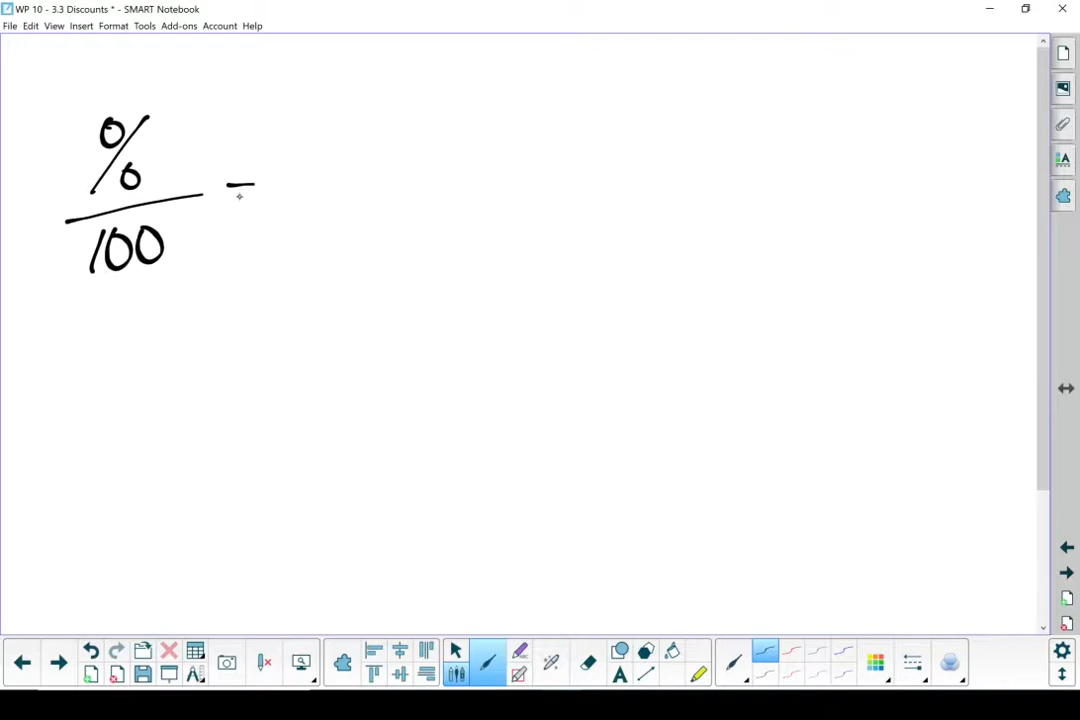 WP 10 - 3.3 Discounts * - SMART Notebook
File Edit View Insert Format Tools Add-ons Account Help
%
100
-